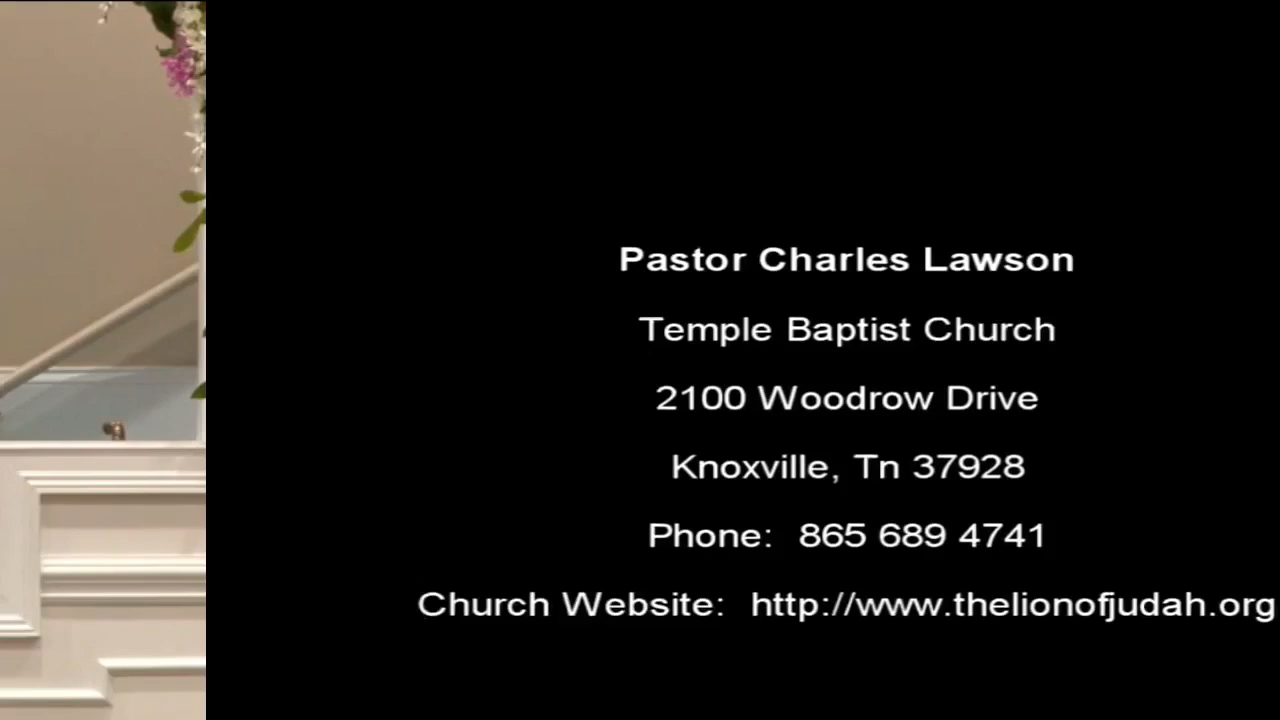 Pastor Charles Lawson
Temple Baptist Church
2100 Woodrow Drive
Knoxville, Tn 37928
Phone: 865 689 4741
Church Website: http://www.thelionofjudah.org